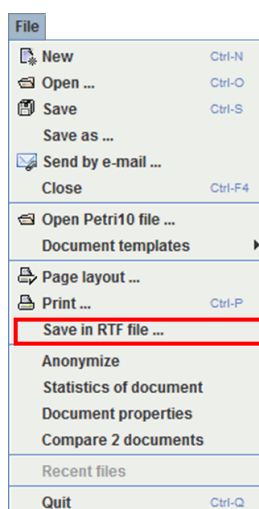 File
New Ctrl-N
Open ... Ctrl-O
Save Ctrl-S
Save as ...
Send by e-mail ...
Close Ctrl-F4
Open Petri10 file ...
Document templates
Page layout ...
Print ... Ctrl-P
Save in RTF file ...
Anonymize
Statistics of document
Document properties
Compare 2 documents
Recent files
Quit Ctrl-Q